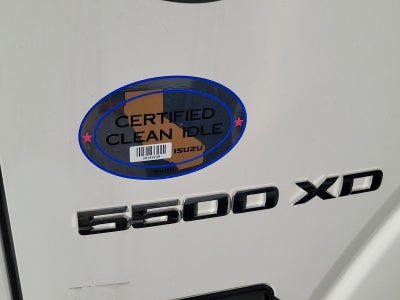 CERTIFIED
CLEAN IDLE
ISUZU
5500 XD